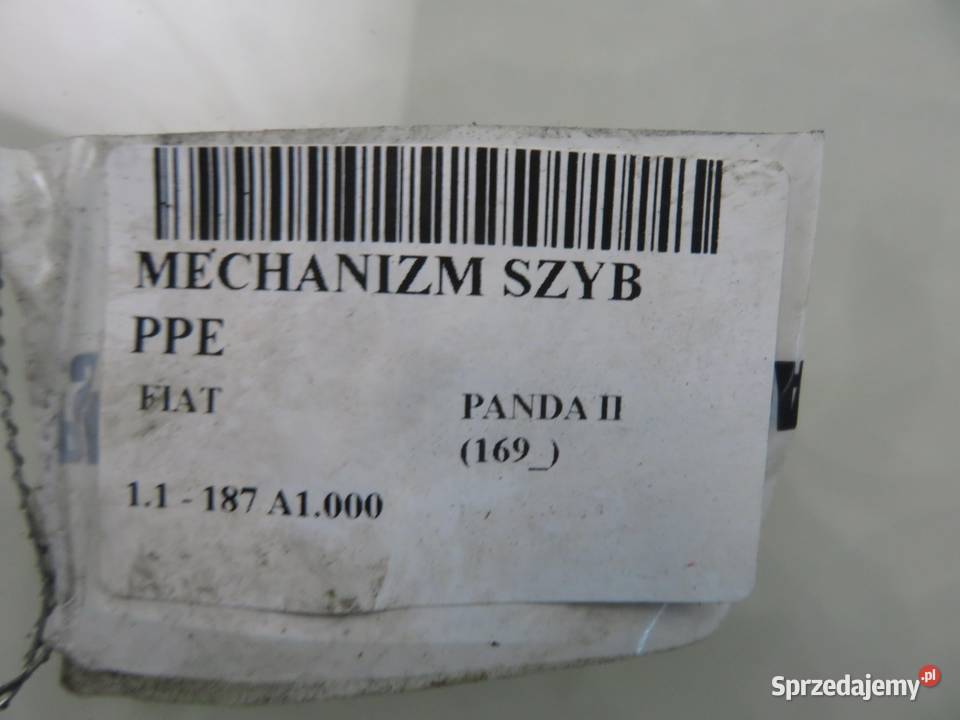 MECHANIZM SZYB
PPE
FIAT
PANDA II
(169_)
1.1 - 187 A1.000
Sprzedajemy.pl